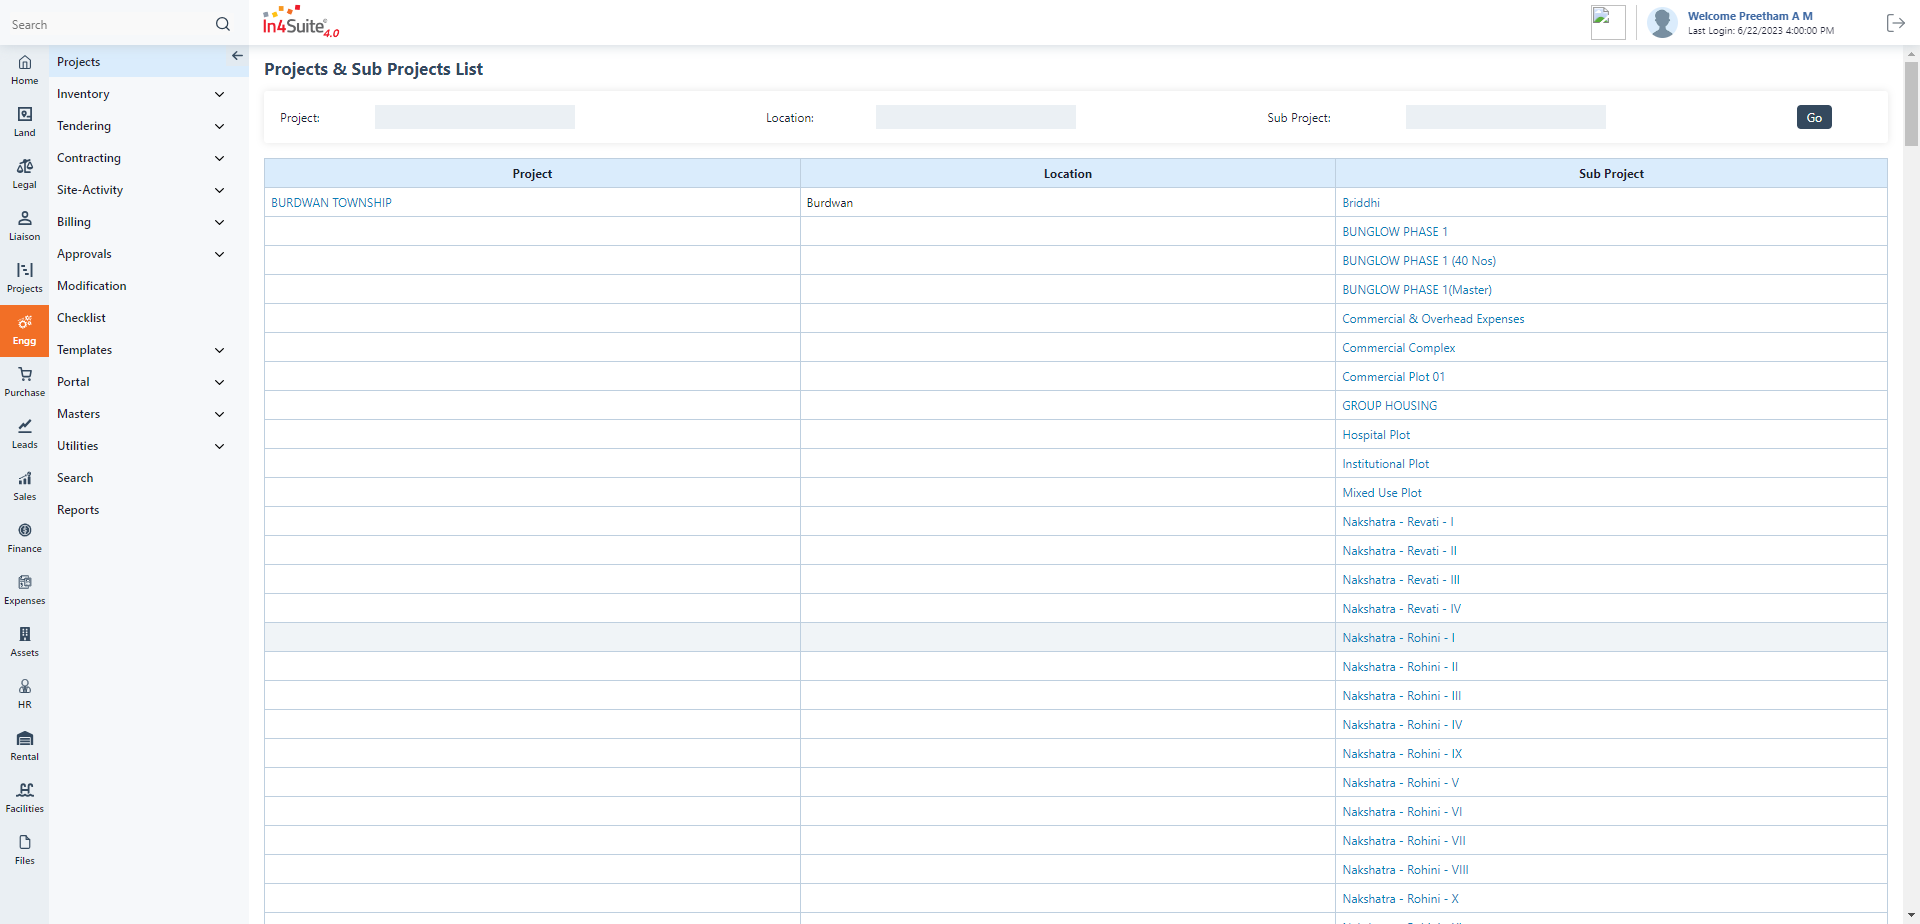 Search
In4Suite® 4.0
Welcome Preetham A M
Last Login: 6/22/2023 4:00:00 PM
Home
Land
Legal
Liaison
Projects
Engg
Purchase
Leads
Sales
Finance
Expenses
Assets
HR
Rental
Facilities
Files
Projects
Inventory
Tendering
Contracting
Site-Activity
Billing
Approvals
Modification
Checklist
Templates
Portal
Masters
Utilities
Search
Reports
Projects & Sub Projects List
Project: Location: Sub Project: Go
Project Location Sub Project
BURDWAN TOWNSHIP Burdwan Briddhi
BUNGLOW PHASE 1
BUNGLOW PHASE 1 (40 Nos)
BUNGLOW PHASE 1(Master)
Commercial & Overhead Expenses
Commercial Complex
Commercial Plot 01
GROUP HOUSING
Hospital Plot
Institutional Plot
Mixed Use Plot
Nakshatra - Revati - I
Nakshatra - Revati - II
Nakshatra - Revati - III
Nakshatra - Revati - IV
Nakshatra - Rohini - I
Nakshatra - Rohini - II
Nakshatra - Rohini - III
Nakshatra - Rohini - IV
Nakshatra - Rohini - IX
Nakshatra - Rohini - V
Nakshatra - Rohini - VI
Nakshatra - Rohini - VII
Nakshatra - Rohini - VIII
Nakshatra - Rohini - X